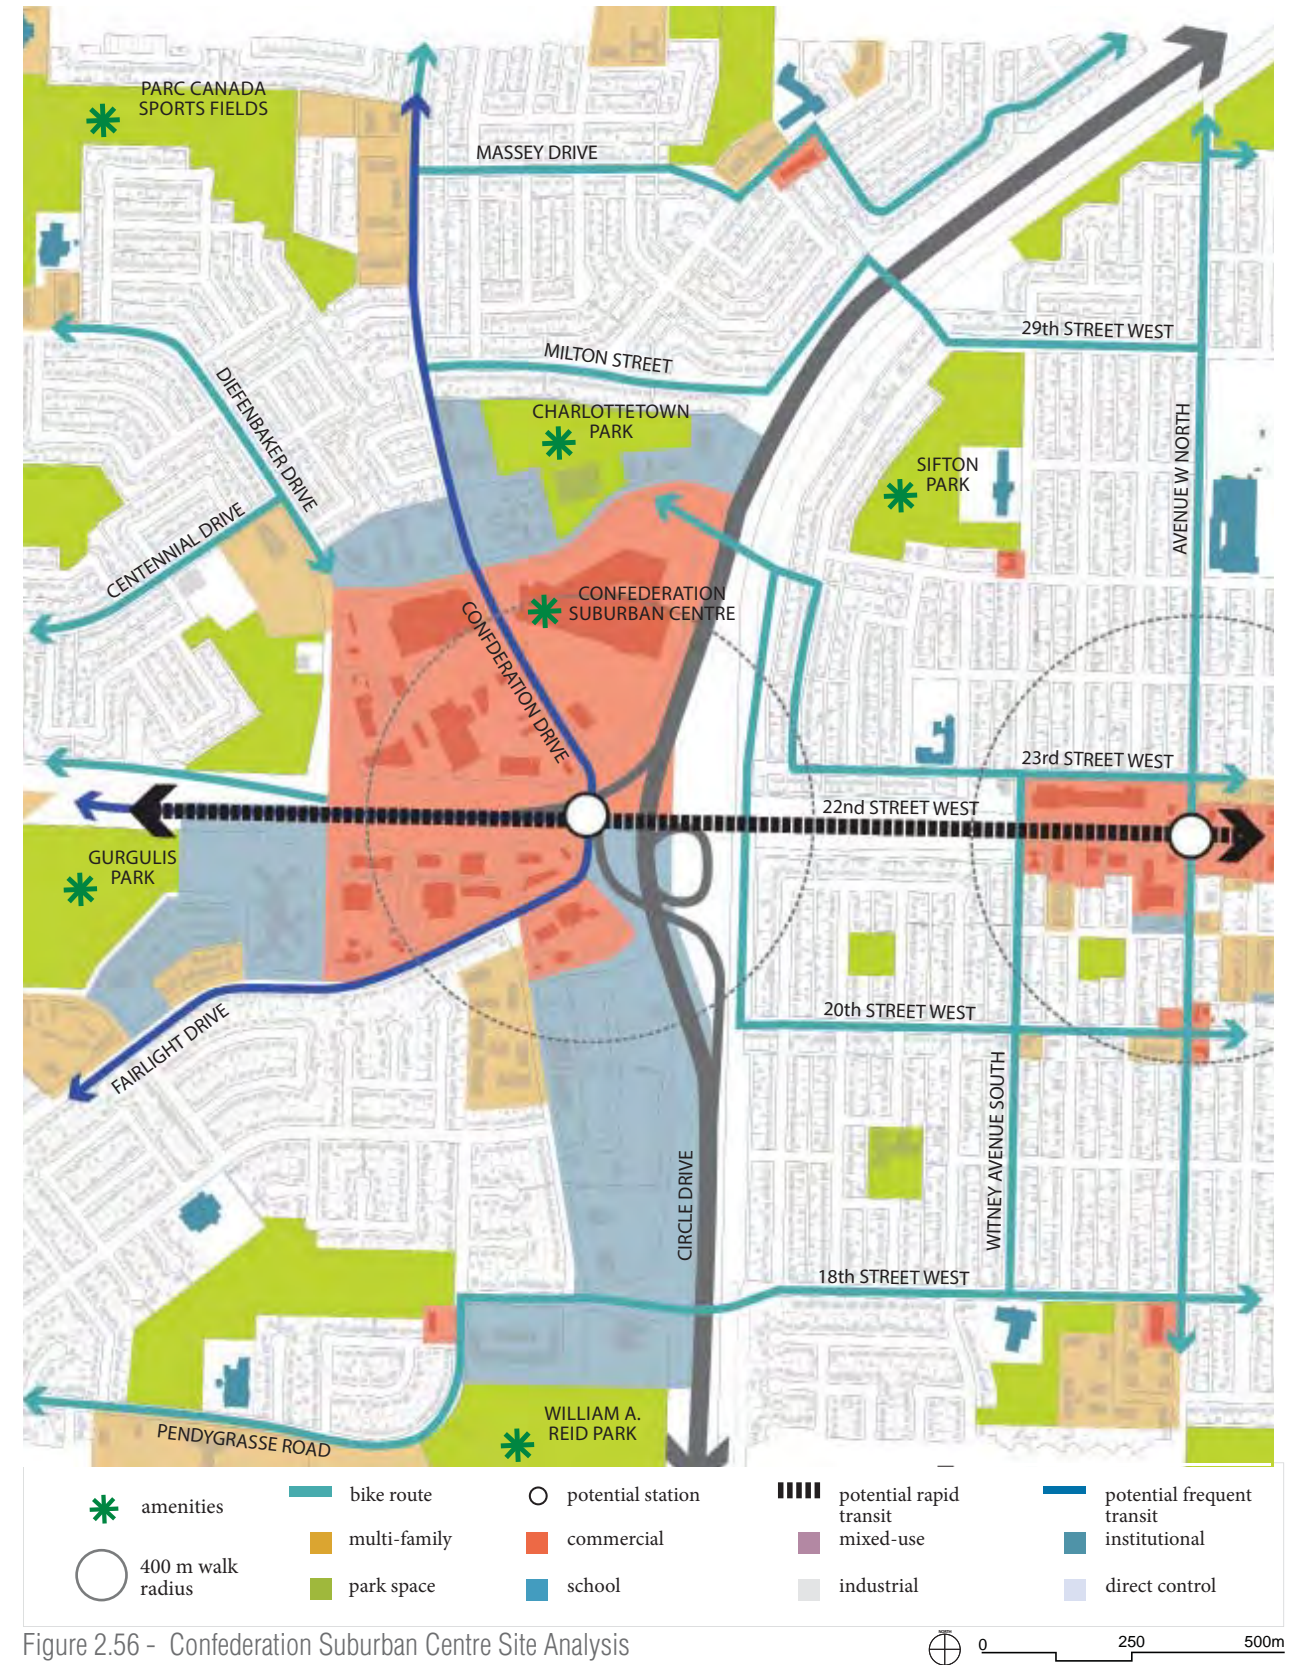 PARC CANADA
SPORTS FIELDS
MASSEY DRIVE
29th STREET WEST
MILTON STREET
DIEFENBAKER DRIVE
CHARLOTTETOWN
PARK
AVENUE W NORTH
SIFTON
PARK
CENTENNIAL DRIVE
CONFEDERATION
SUBURBAN CENTRE
CONFDERATION DRIVE
23rd STREET WEST
22nd STREET WEST
GURGULIS
PARK
20th STREET WEST
FAIRLIGHT DRIVE
WITNEY AVENUE SOUTH
CIRCLE DRIVE
18th STREET WEST
WILLIAM A.
REID PARK
PENDYGRASSE ROAD
amenities
400 m walk
radius
bike route
multi-family
park space
potential station
commercial
school
potential rapid
transit
mixed-use
industrial
potential frequent
transit
institutional
direct control
Figure 2.56 - Confederation Suburban Centre Site Analysis
NORTH
0 250 500m